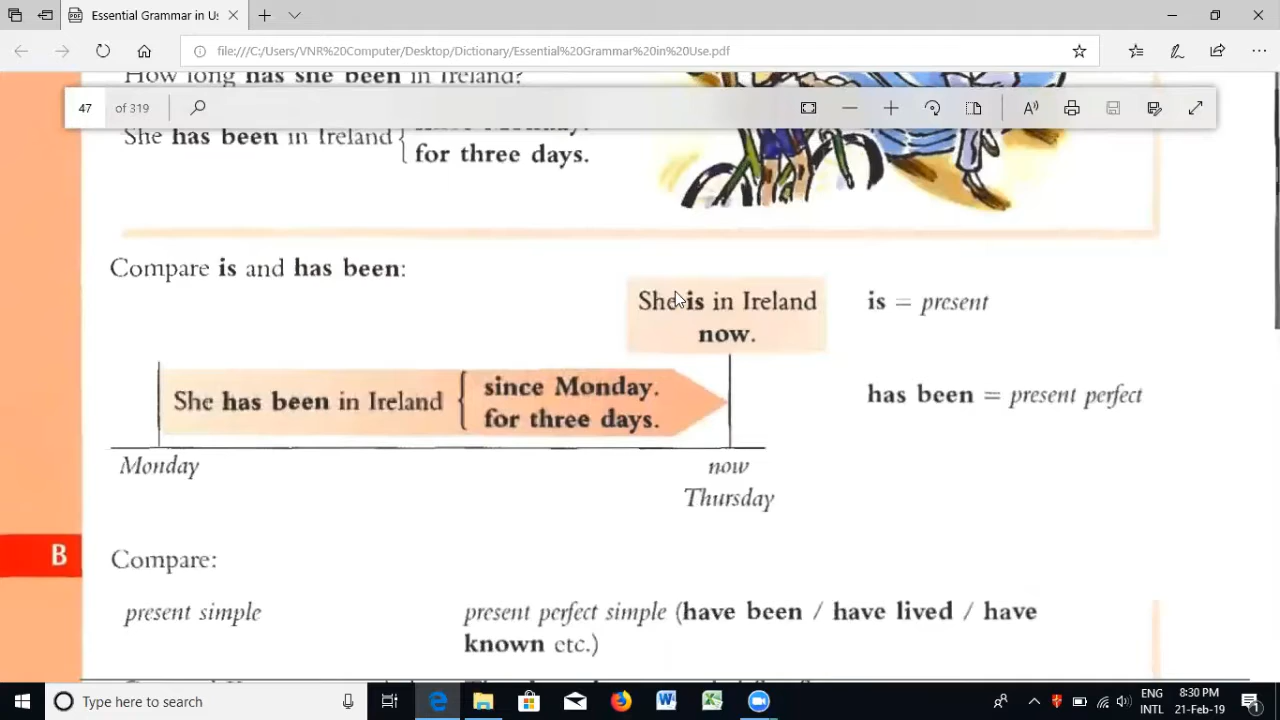 Essential Grammar in U
file:///C:/Users/VNR%20Computer/Desktop/Dictionary/Essential%20Grammar%20in%20Use.pdf
How long has she been in Ireland?
47 of 319
She has been in Ireland { since Monday.
for three days.
Compare is and has been:
She is in Ireland
now.
is = present
She has been in Ireland { since Monday.
for three days.
has been = present perfect
Monday
now
Thursday
B
Compare:
present simple
present perfect simple (have been / have lived / have
known etc.)
Type here to search
ENG
INTL
8:30 PM
21-Feb-19
1